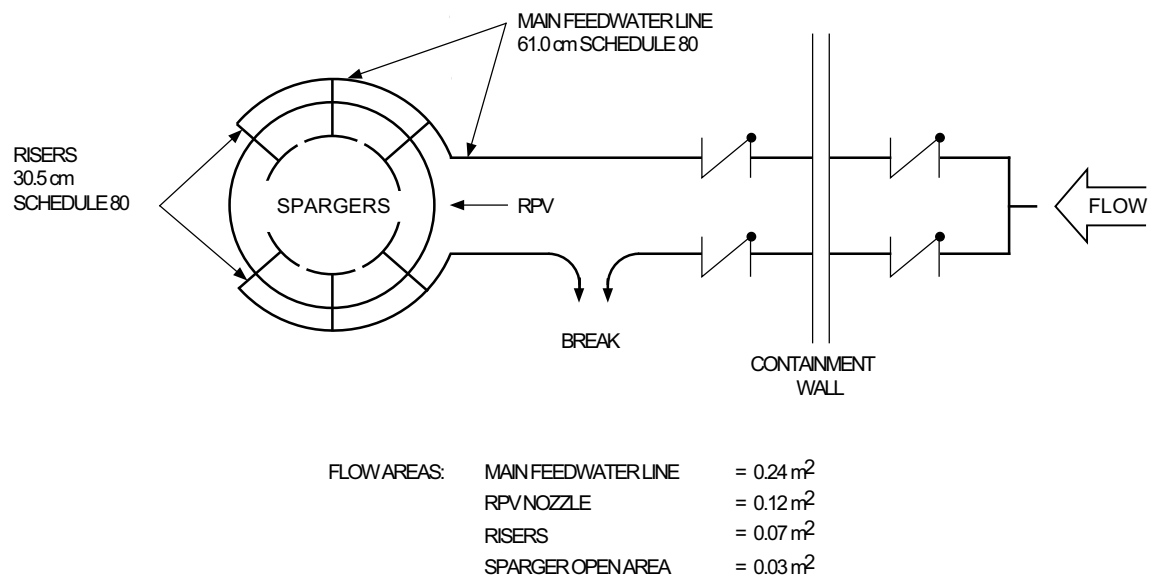 MAIN FEEDWATER LINE
61.0 cm SCHEDULE 80
RISERS
30.5 cm
SCHEDULE 80
SPARGERS
RPV
FLOW
BREAK
CONTAINMENT
WALL
FLOW AREAS: MAIN FEEDWATER LINE = 0.24 m²
RPV NOZZLE = 0.12 m²
RISERS = 0.07 m²
SPARGER OPEN AREA = 0.03 m²